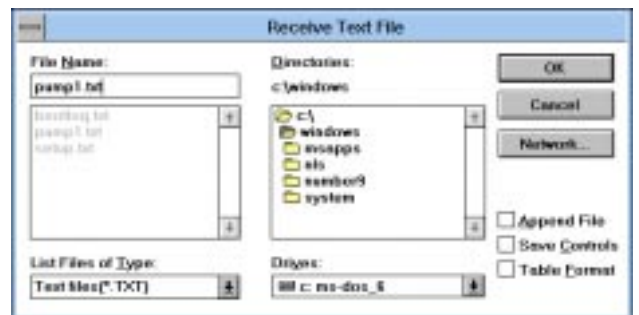 Receive Text File
File Name:
pump1.txt
bootlog.txt
pump1.txt
setup.txt
List Files of Type:
Text files(*.TXT)
Directories:
c:\windows
c:\
windows
msapps
nls
number9
system
Drives:
c: ms-dos_6
OK
Cancel
Network...
Append File
Save Controls
Table Format